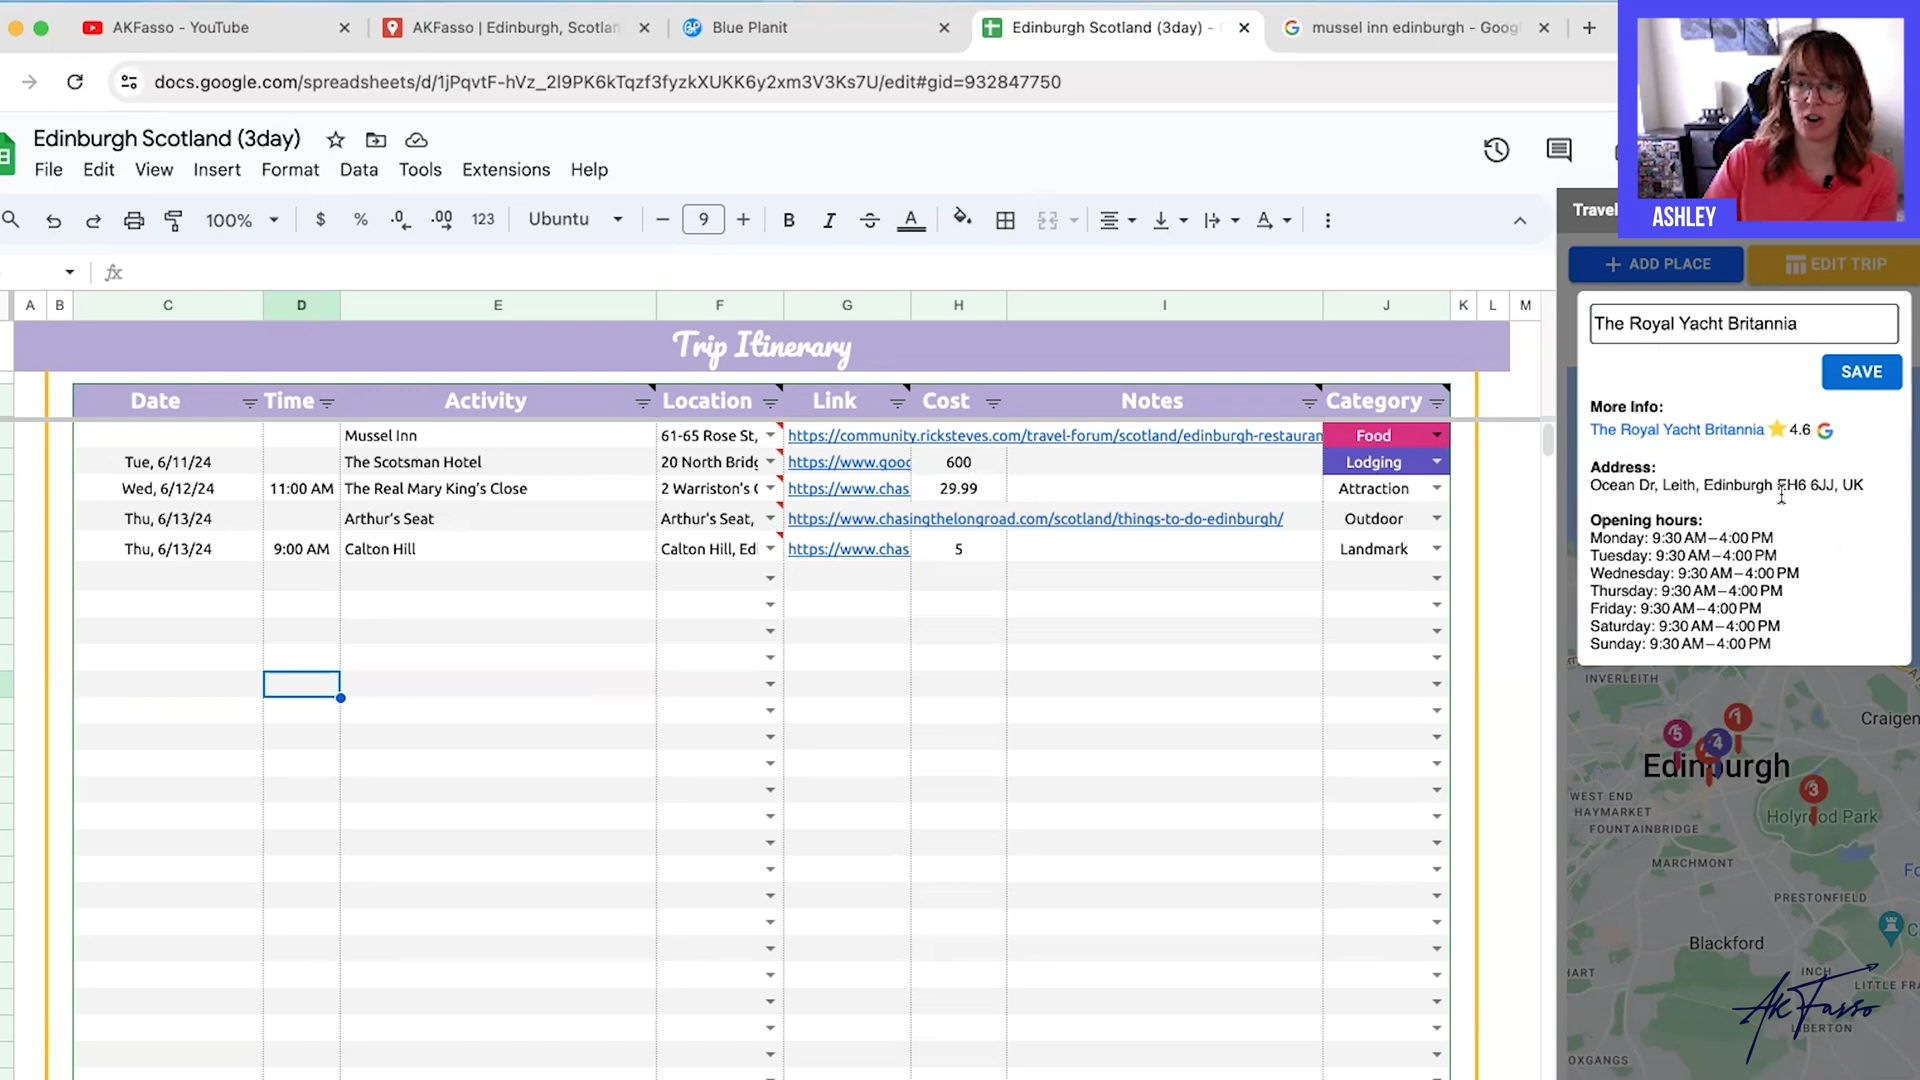 AKFasso - YouTube
AKFasso | Edinburgh, Scotlan
Blue Planit
Edinburgh Scotland (3day) -
mussel inn edinburgh - Goog
docs.google.com/spreadsheets/d/1jPqvtF-hVz_2l9PK6kTqzf3fyzkXUKK6y2xm3V3Ks7U/edit#gid=932847750
Edinburgh Scotland (3day)
File Edit View Insert Format Data Tools Extensions Help
100% $ % .0 .00 123 Ubuntu 9 B I A
fx
A B C D E F G H I J K L M
Trip Itinerary
Date Time Activity Location Link Cost Notes Category
Mussel Inn 61-65 Rose St, https://community.ricksteves.com/travel-forum/scotland/edinburgh-restauran Food
Tue, 6/11/24 The Scotsman Hotel 20 North Bridg https://www.goog 600 Lodging
Wed, 6/12/24 11:00 AM The Real Mary King's Close 2 Warriston's C https://www.chas 29.99 Attraction
Thu, 6/13/24 Arthur's Seat Arthur's Seat, https://www.chasingthelongroad.com/scotland/things-to-do-edinburgh/ Outdoor
Thu, 6/13/24 9:00 AM Calton Hill Calton Hill, Edi https://www.chas 5 Landmark
ASHLEY
Travel
+ ADD PLACE
EDIT TRIP
The Royal Yacht Britannia
SAVE
More Info:
The Royal Yacht Britannia 4.6
Address:
Ocean Dr, Leith, Edinburgh EH6 6JJ, UK
Opening hours:
Monday: 9:30 AM–4:00 PM
Tuesday: 9:30 AM–4:00 PM
Wednesday: 9:30 AM–4:00 PM
Thursday: 9:30 AM–4:00 PM
Friday: 9:30 AM–4:00 PM
Saturday: 9:30 AM–4:00 PM
Sunday: 9:30 AM–4:00 PM
INVERLEITH
1
Craigen
5
4
Edinburgh
WEST END
3
HAYMARKET
Holyrood Park
FOUNTAINBRIDGE
MARCHMONT
Fo
PRESTONFIELD
C
Blackford
HART
INCH
LITTLE FRA
AkFasso
LIBERTON
OXGANGS